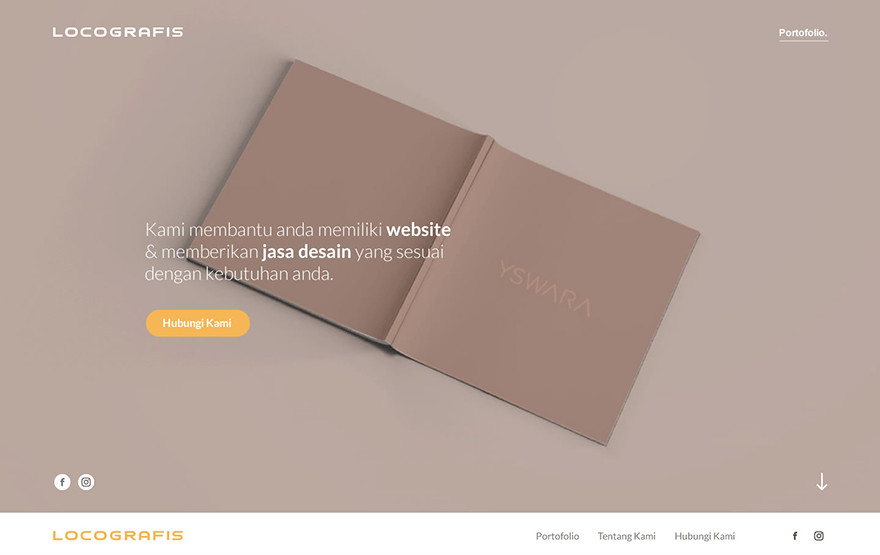 LOCOGRAFIS
Portofolio.
Kami membantu anda memiliki website
& memberikan jasa desain yang sesuai
dengan kebutuhan anda.
YSWARA
Hubungi Kami
LOCOGRAFIS
Portofolio
Tentang Kami
Hubungi Kami